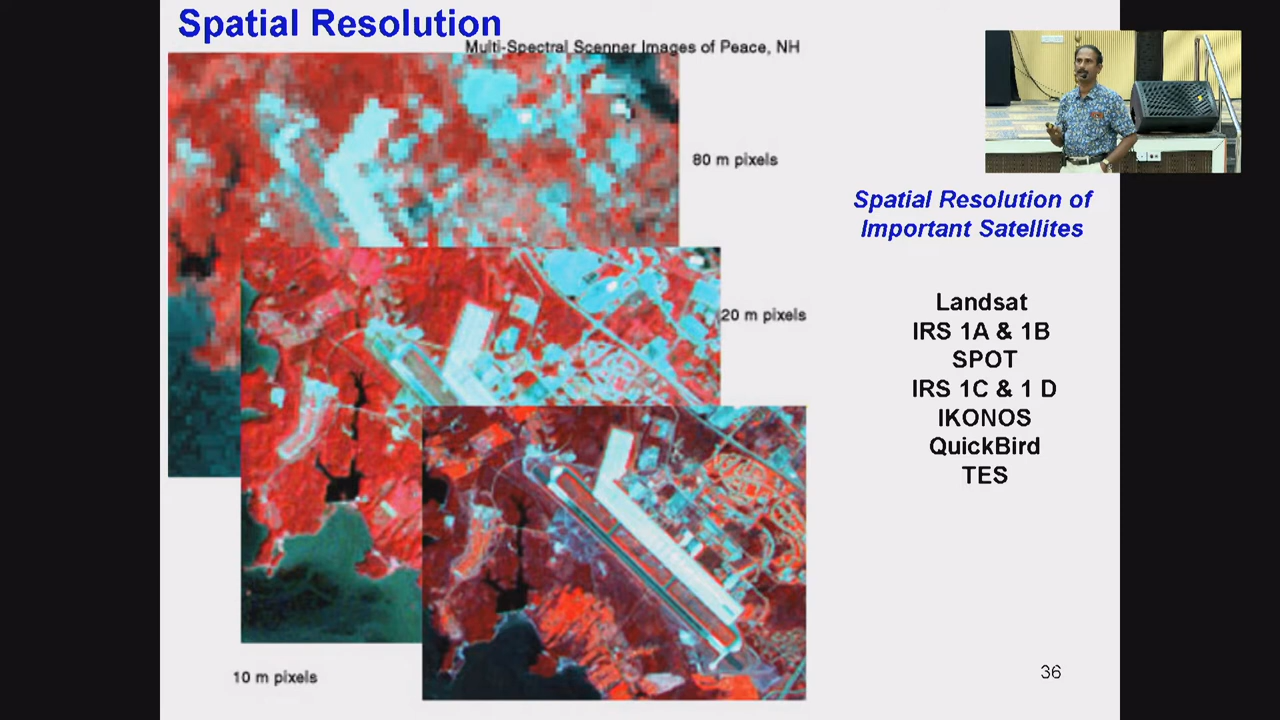 Spatial Resolution
Multi-Spectral Scenner Images of Peace, NH
80 m pixels
20 m pixels
10 m pixels
Spatial Resolution of
Important Satellites
Landsat
IRS 1A & 1B
SPOT
IRS 1C & 1 D
IKONOS
QuickBird
TES
36